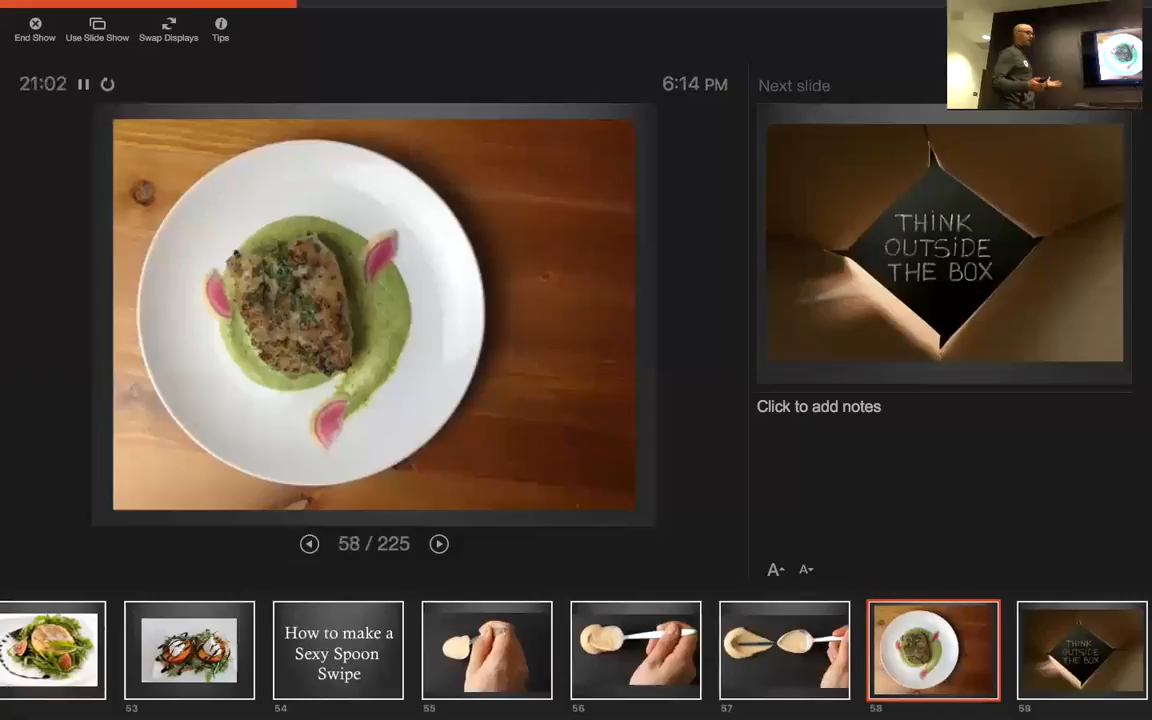 End Show
Use Slide Show
Swap Displays
Tips
21:02
6:14 PM
Next slide
THINK
OUTSIDE
THE BOX
Click to add notes
58 / 225
A
A
How to make a
Sexy Spoon
Swipe
THINK
OUTSIDE
THE BOX
53
54
55
56
57
58
59